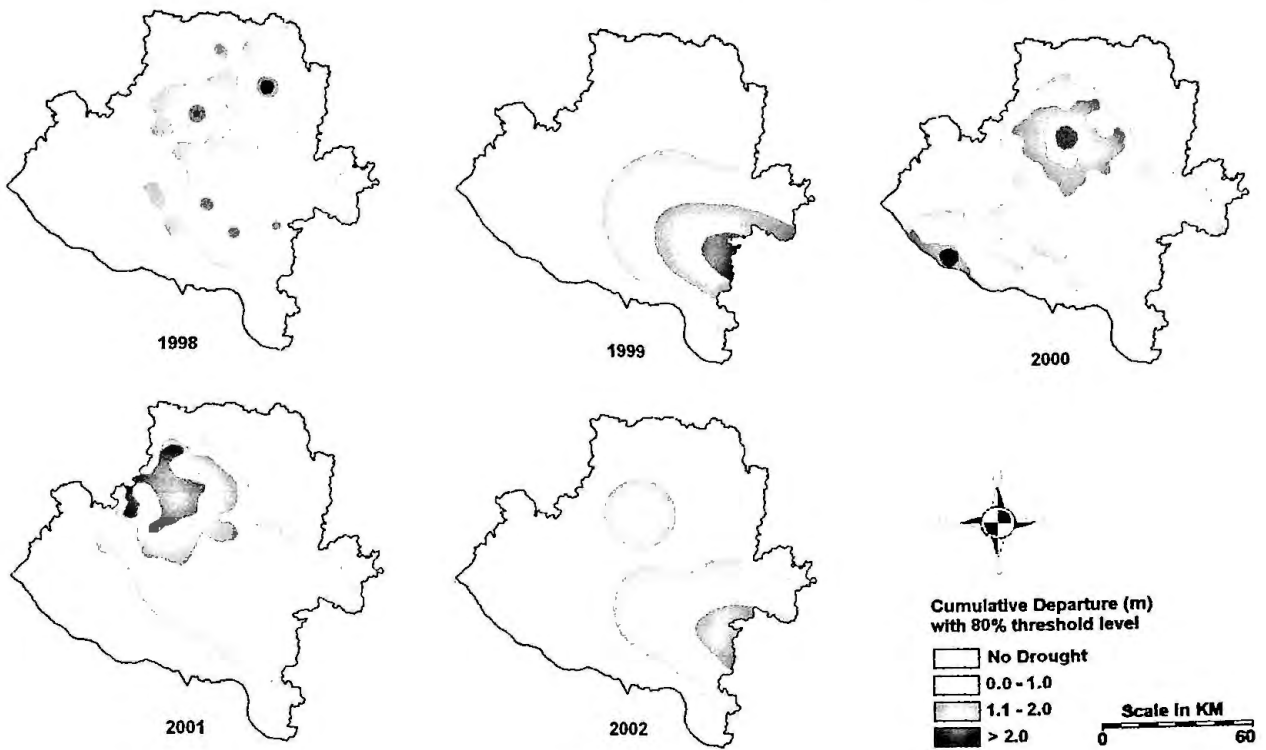 1998
1999
2000
2001
2002
Cumulative Departure (m)
with 80% threshold level
No Drought
0.0 - 1.0
1.1 - 2.0
> 2.0
Scale in KM
0 60